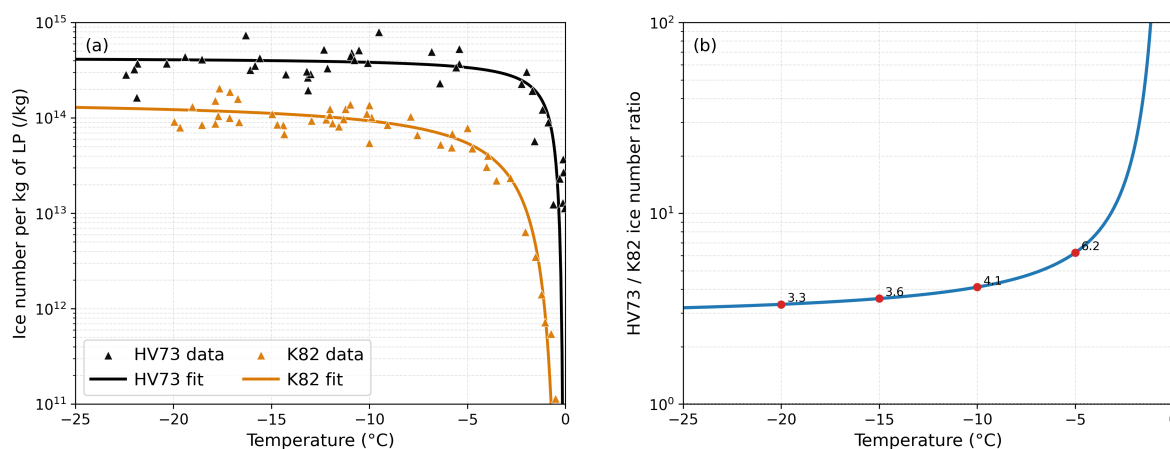 (a)
Ice number per kg of LP (/kg)
10^15
10^14
10^13
10^12
10^11
HV73 data
K82 data
HV73 fit
K82 fit
−25 −20 −15 −10 −5 0
Temperature (°C)
(b)
HV73 / K82 ice number ratio
10^2
10^1
10^0
3.3
3.6
4.1
6.2
−25 −20 −15 −10 −5
Temperature (°C)